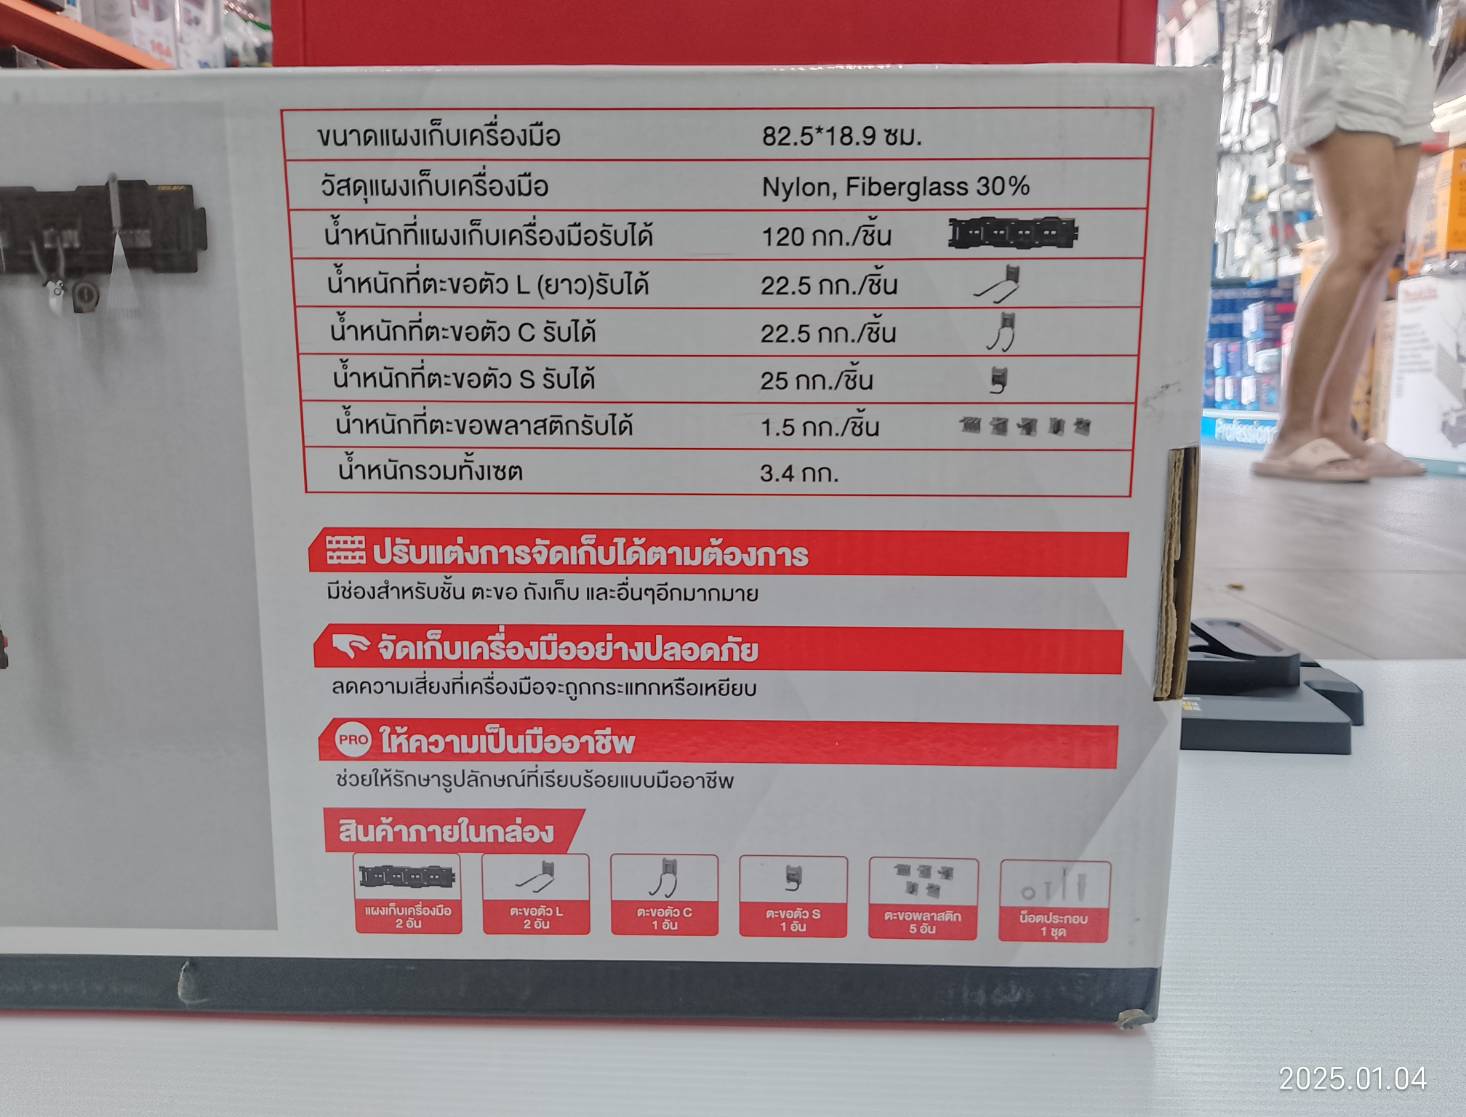 ขนาดแผงเก็บเครื่องมือ 82.5*18.9 ซม.
วัสดุแผงเก็บเครื่องมือ Nylon, Fiberglass 30%
น้ำหนักที่แผงเก็บเครื่องมือรับได้ 120 กก./ชิ้น
น้ำหนักที่ตะขอตัว L (ยาว)รับได้ 22.5 กก./ชิ้น
น้ำหนักที่ตะขอตัว C รับได้ 22.5 กก./ชิ้น
น้ำหนักที่ตะขอตัว S รับได้ 25 กก./ชิ้น
น้ำหนักที่ตะขอพลาสติกรับได้ 1.5 กก./ชิ้น
น้ำหนักรวมทั้งเซต 3.4 กก.
Professional
ปรับแต่งการจัดเก็บได้ตามต้องการ
มีช่องสำหรับชั้น ตะขอ ถังเก็บ และอื่นๆอีกมากมาย
จัดเก็บเครื่องมืออย่างปลอดภัย
ลดความเสี่ยงที่เครื่องมือจะถูกกระแทกหรือเหยียบ
PRO ให้ความเป็นมืออาชีพ
ช่วยให้รักษารูปลักษณ์ที่เรียบร้อยแบบมืออาชีพ
สินค้าภายในกล่อง
แผงเก็บเครื่องมือ
2 อัน
ตะขอตัว L
2 อัน
ตะขอตัว C
1 อัน
ตะขอตัว S
1 อัน
ตะขอพลาสติก
5 อัน
น็อตประกอบ
1 ชุด
2025.01.04